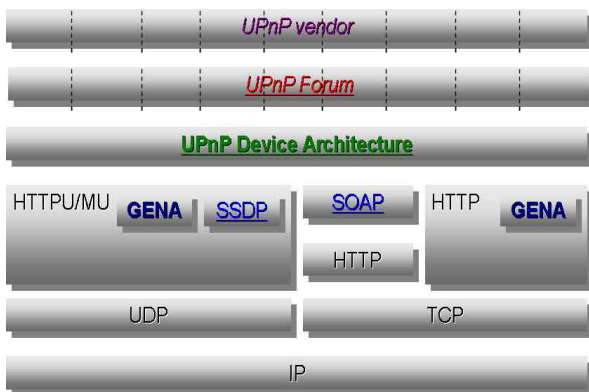 UPnP vendor
UPnP Forum
UPnP Device Architecture
HTTPU/MU GENA SSDP SOAP HTTP GENA
HTTP
UDP TCP
IP